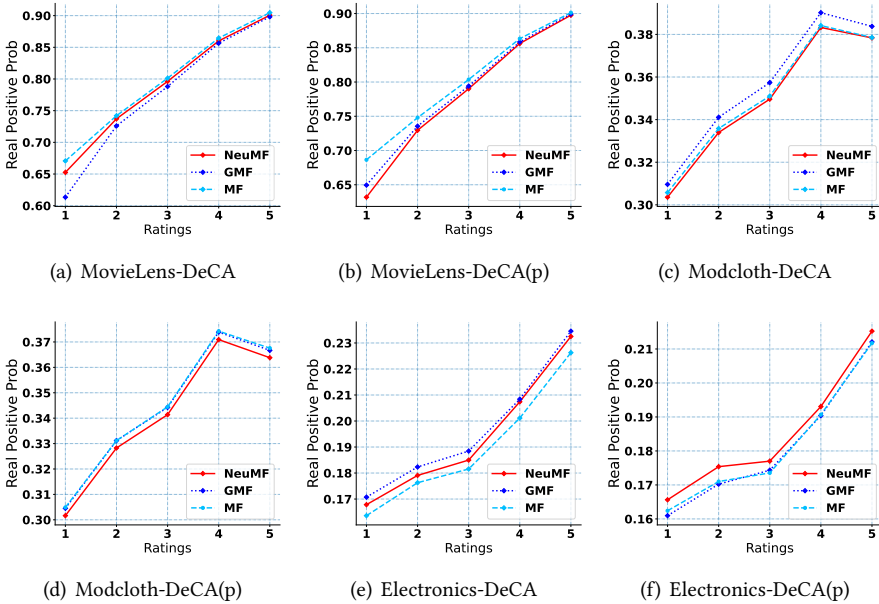 0.90
0.85
0.80
0.75
0.70
0.65
0.60
Real Positive Prob
NeuMF
GMF
MF
1 2 3 4 5
Ratings
(a) MovieLens-DeCA
0.90
0.85
0.80
0.75
0.70
0.65
Real Positive Prob
NeuMF
GMF
MF
1 2 3 4 5
Ratings
(b) MovieLens-DeCA(p)
0.38
0.36
0.34
0.32
0.30
Real Positive Prob
NeuMF
GMF
MF
1 2 3 4 5
Ratings
(c) Modcloth-DeCA
0.37
0.36
0.35
0.34
0.33
0.32
0.31
0.30
Real Positive Prob
NeuMF
GMF
MF
1 2 3 4 5
Ratings
(d) Modcloth-DeCA(p)
0.23
0.22
0.21
0.20
0.19
0.18
0.17
Real Positive Prob
NeuMF
GMF
MF
1 2 3 4 5
Ratings
(e) Electronics-DeCA
0.21
0.20
0.19
0.18
0.17
0.16
Real Positive Prob
NeuMF
GMF
MF
1 2 3 4 5
Ratings
(f) Electronics-DeCA(p)